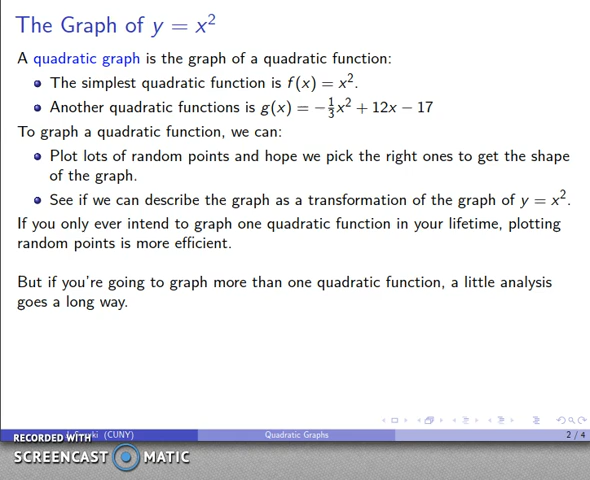 The Graph of y = x²
A quadratic graph is the graph of a quadratic function:
The simplest quadratic function is f(x) = x².
Another quadratic functions is g(x) = −⅓x² + 12x − 17
To graph a quadratic function, we can:
Plot lots of random points and hope we pick the right ones to get the shape
of the graph.
See if we can describe the graph as a transformation of the graph of y = x².
If you only ever intend to graph one quadratic function in your lifetime, plotting
random points is more efficient.
But if you're going to graph more than one quadratic function, a little analysis
goes a long way.
(CUNY) Quadratic Graphs 2 / 4
RECORDED WITH
SCREENCAST MATIC